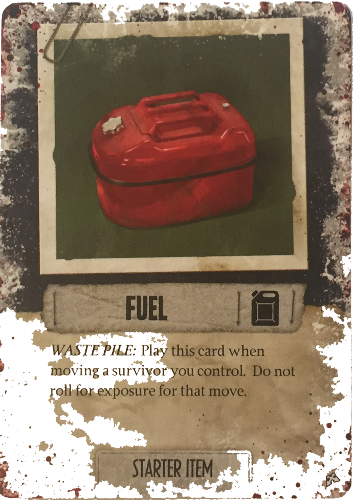 FUEL
WASTE PILE: Play this card when
moving a survivor you control. Do not
roll for exposure for that move.
STARTER ITEM